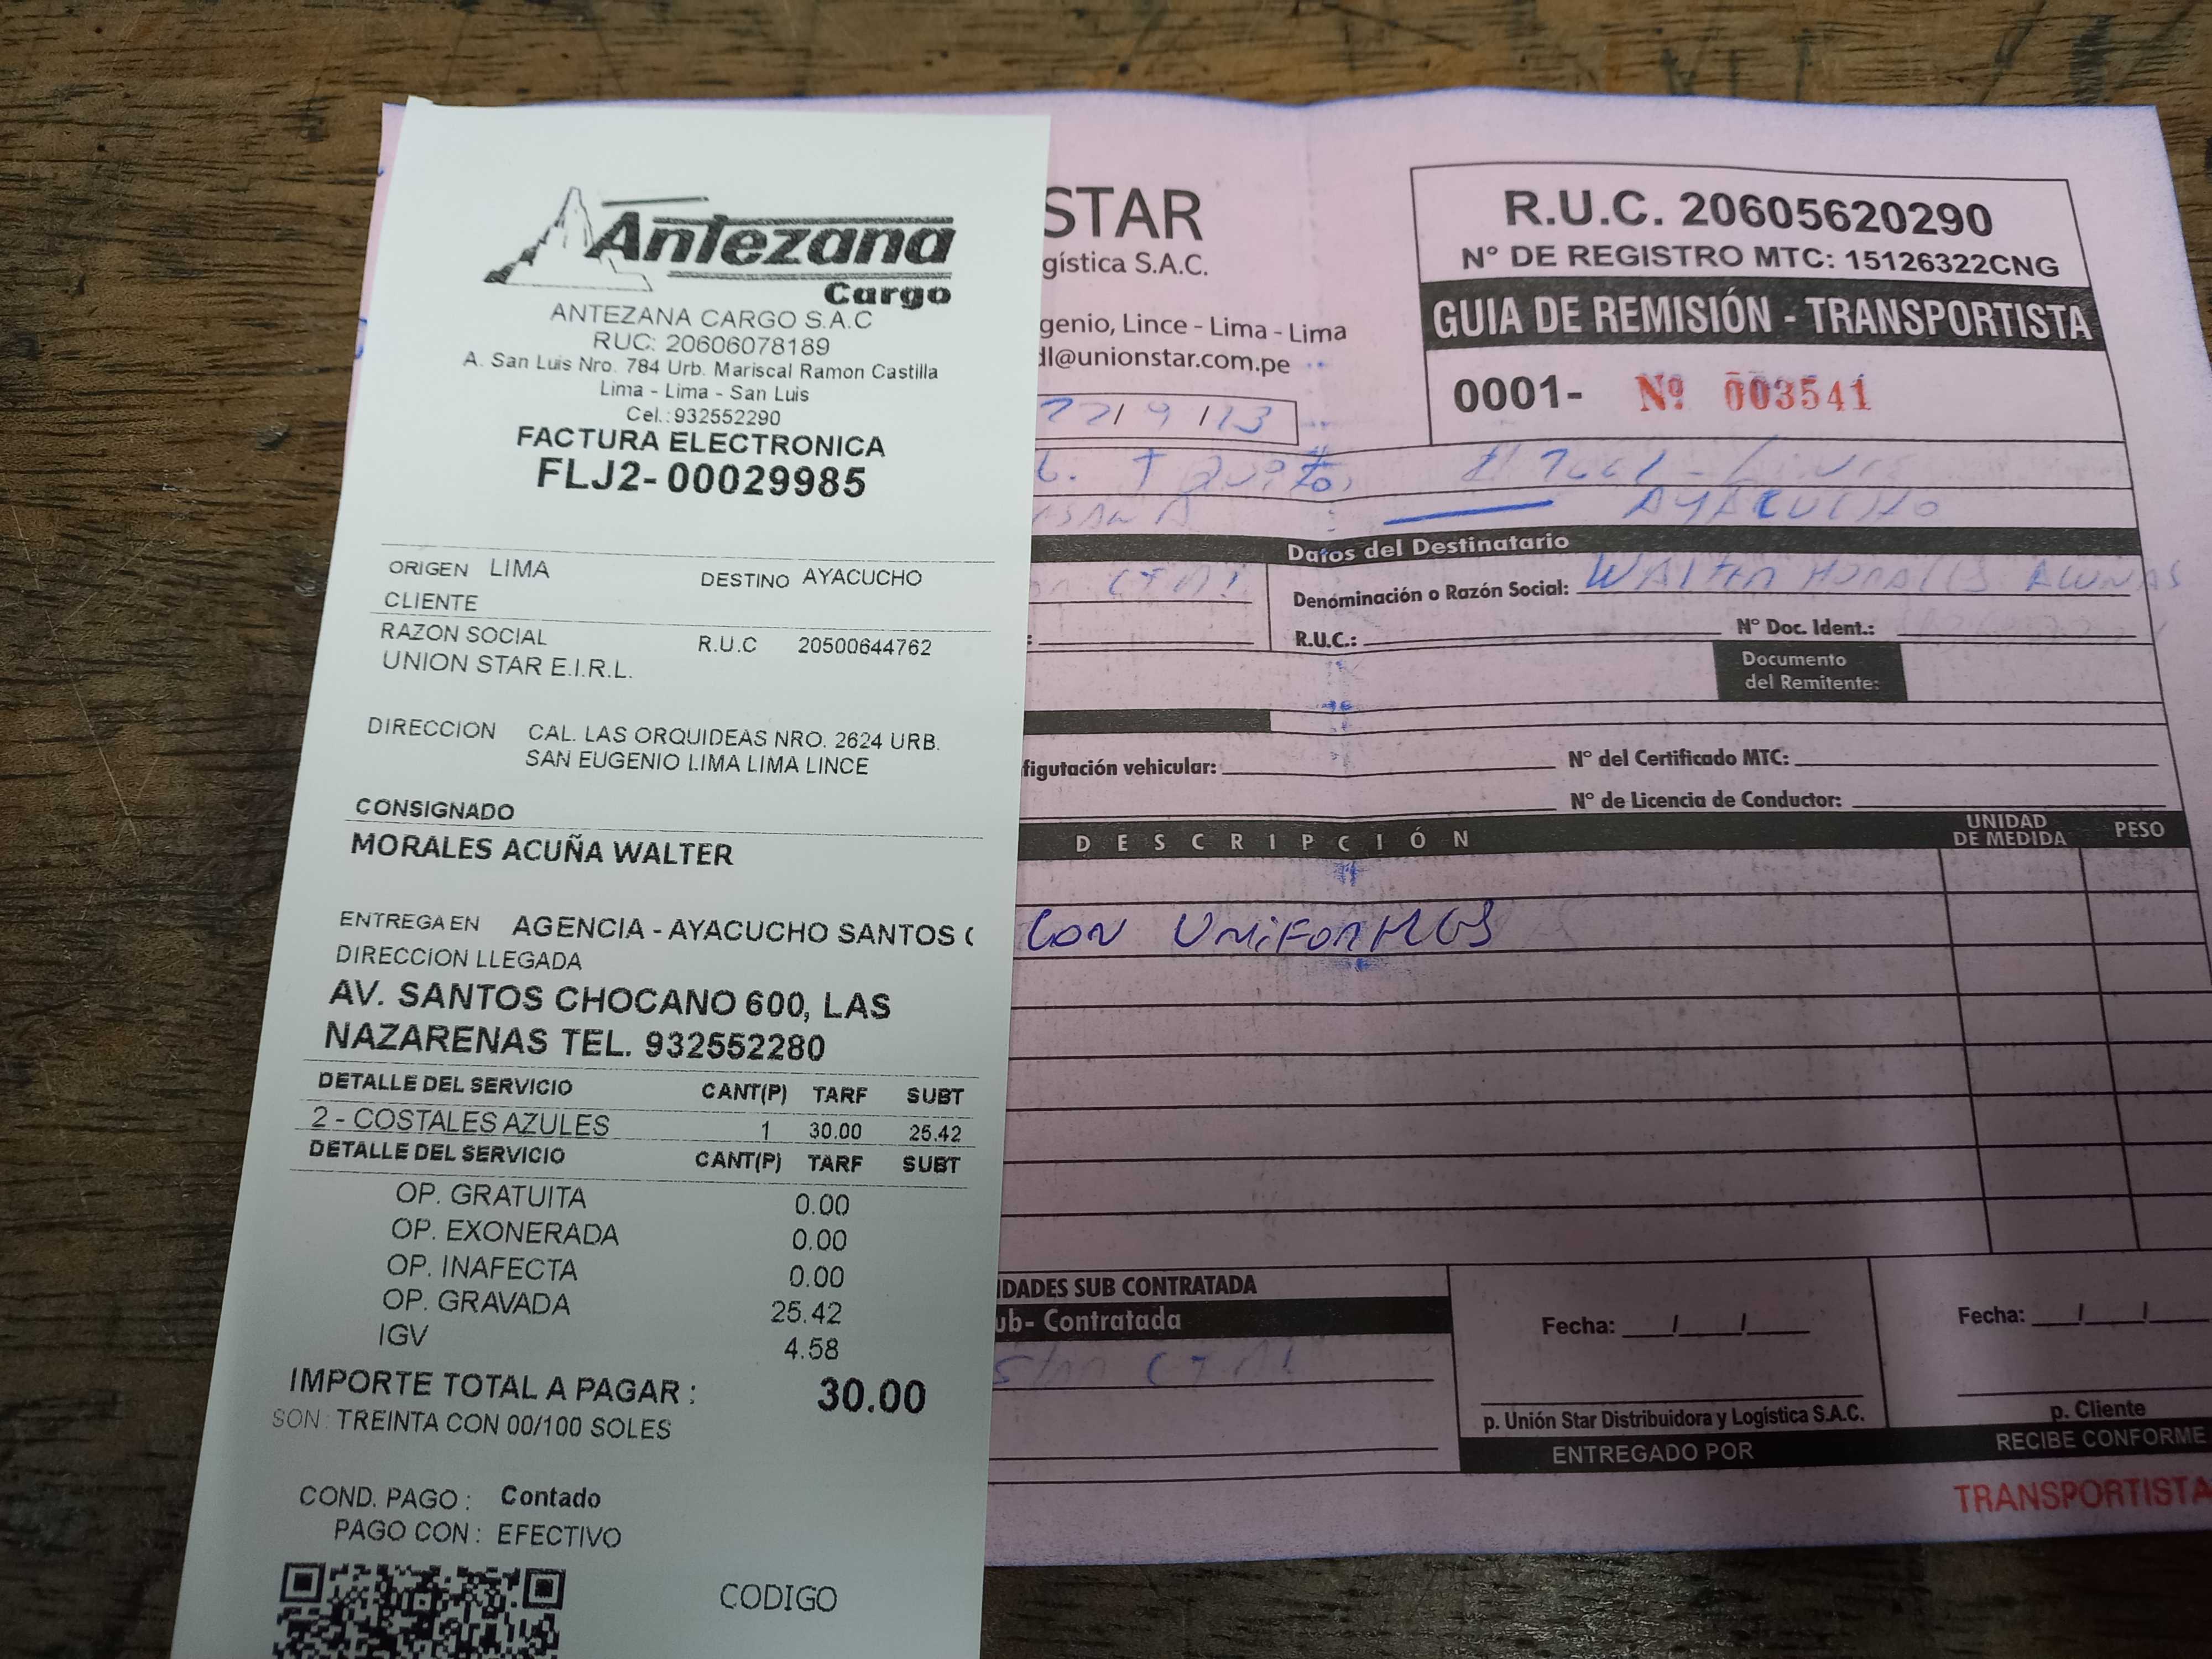 Antezana
Cargo
ANTEZANA CARGO S.A.C
RUC: 20606078189
A. San Luis Nro. 784 Urb. Mariscal Ramon Castilla
Lima - Lima - San Luis
Cel.:932552290
FACTURA ELECTRONICA
FLJ2-00029985
ORIGEN LIMA DESTINO AYACUCHO
CLIENTE
RAZON SOCIAL R.U.C 20500644762
UNION STAR E.I.R.L.
DIRECCION CAL. LAS ORQUIDEAS NRO. 2624 URB.
SAN EUGENIO LIMA LIMA LINCE
CONSIGNADO
MORALES ACUÑA WALTER
ENTREGA EN AGENCIA - AYACUCHO SANTOS
DIRECCION LLEGADA
AV. SANTOS CHOCANO 600, LAS
NAZARENAS TEL. 932552280
DETALLE DEL SERVICIO CANT(P) TARF SUBT
2 - COSTALES AZULES 1 30.00 25.42
DETALLE DEL SERVICIO CANT(P) TARF SUBT
OP. GRATUITA 0.00
OP. EXONERADA 0.00
OP. INAFECTA 0.00
OP. GRAVADA 25.42
IGV 4.58
IMPORTE TOTAL A PAGAR : 30.00
SON: TREINTA CON 00/100 SOLES
COND. PAGO : Contado
PAGO CON : EFECTIVO
CODIGO
STAR
gística S.A.C.
genio, Lince - Lima - Lima
dl@unionstar.com.pe
R.U.C. 20605620290
N° DE REGISTRO MTC: 15126322CNG
GUIA DE REMISIÓN - TRANSPORTISTA
0001- Nº 003541
AYACUCHO
Datos del Destinatario
Denóminación o Razón Social: WALTER MORALES
R.U.C.: N° Doc. Ident.:
Documento
del Remitente:
figutación vehicular: N° del Certificado MTC:
N° de Licencia de Conductor:
DESCRIPCIÓN UNIDAD DE MEDIDA PESO
CON UNIFORMES
IDADES SUB CONTRATADA
ub- Contratada
Fecha: / /
p. Unión Star Distribuidora y Logística S.A.C.
ENTREGADO POR
Fecha: / /
p. Cliente
RECIBE CONFORME
TRANSPORTISTA